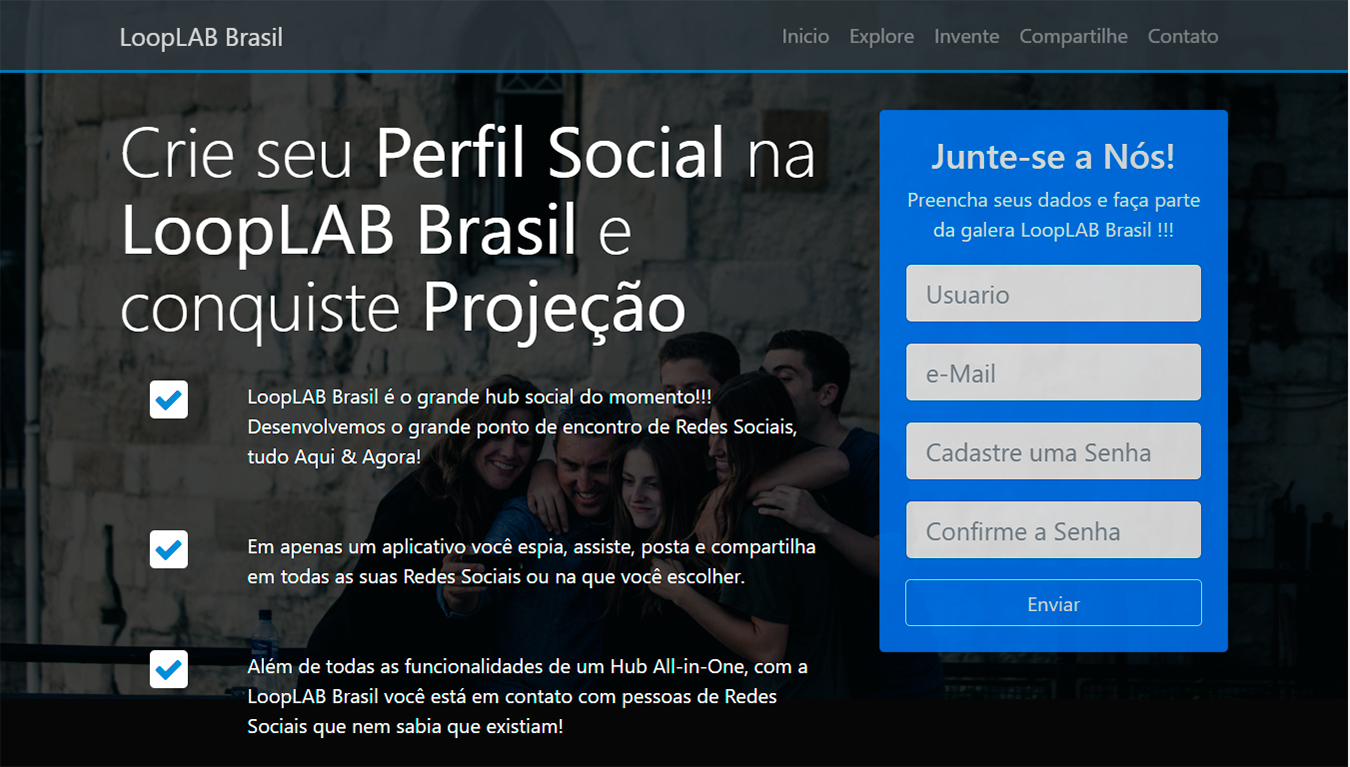 LoopLAB Brasil
Inicio Explore Invente Compartilhe Contato
Crie seu Perfil Social na
LoopLAB Brasil e
conquiste Projeção
LoopLAB Brasil é o grande hub social do momento!!!
Desenvolvemos o grande ponto de encontro de Redes Sociais,
tudo Aqui & Agora!
Em apenas um aplicativo você espia, assiste, posta e compartilha
em todas as suas Redes Sociais ou na que você escolher.
Além de todas as funcionalidades de um Hub All-in-One, com a
LoopLAB Brasil você está em contato com pessoas de Redes
Sociais que nem sabia que existiam!
Junte-se a Nós!
Preencha seus dados e faça parte
da galera LoopLAB Brasil !!!
Usuario
e-Mail
Cadastre uma Senha
Confirme a Senha
Enviar